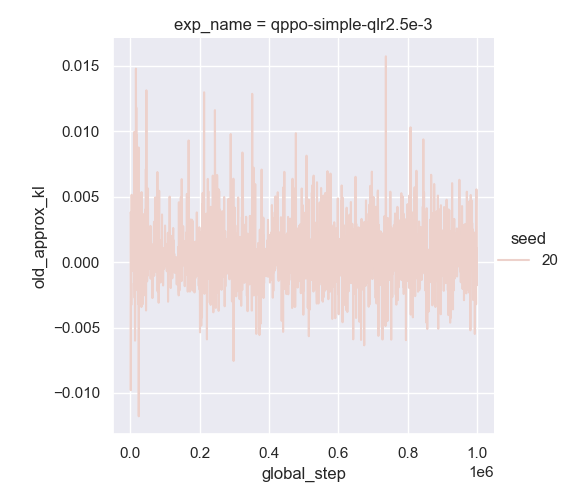 exp_name = qppo-simple-qlr2.5e-3
0.015
0.010
0.005
0.000
−0.005
−0.010
old_approx_kl
0.0 0.2 0.4 0.6 0.8 1.0
1e6
global_step
seed
20